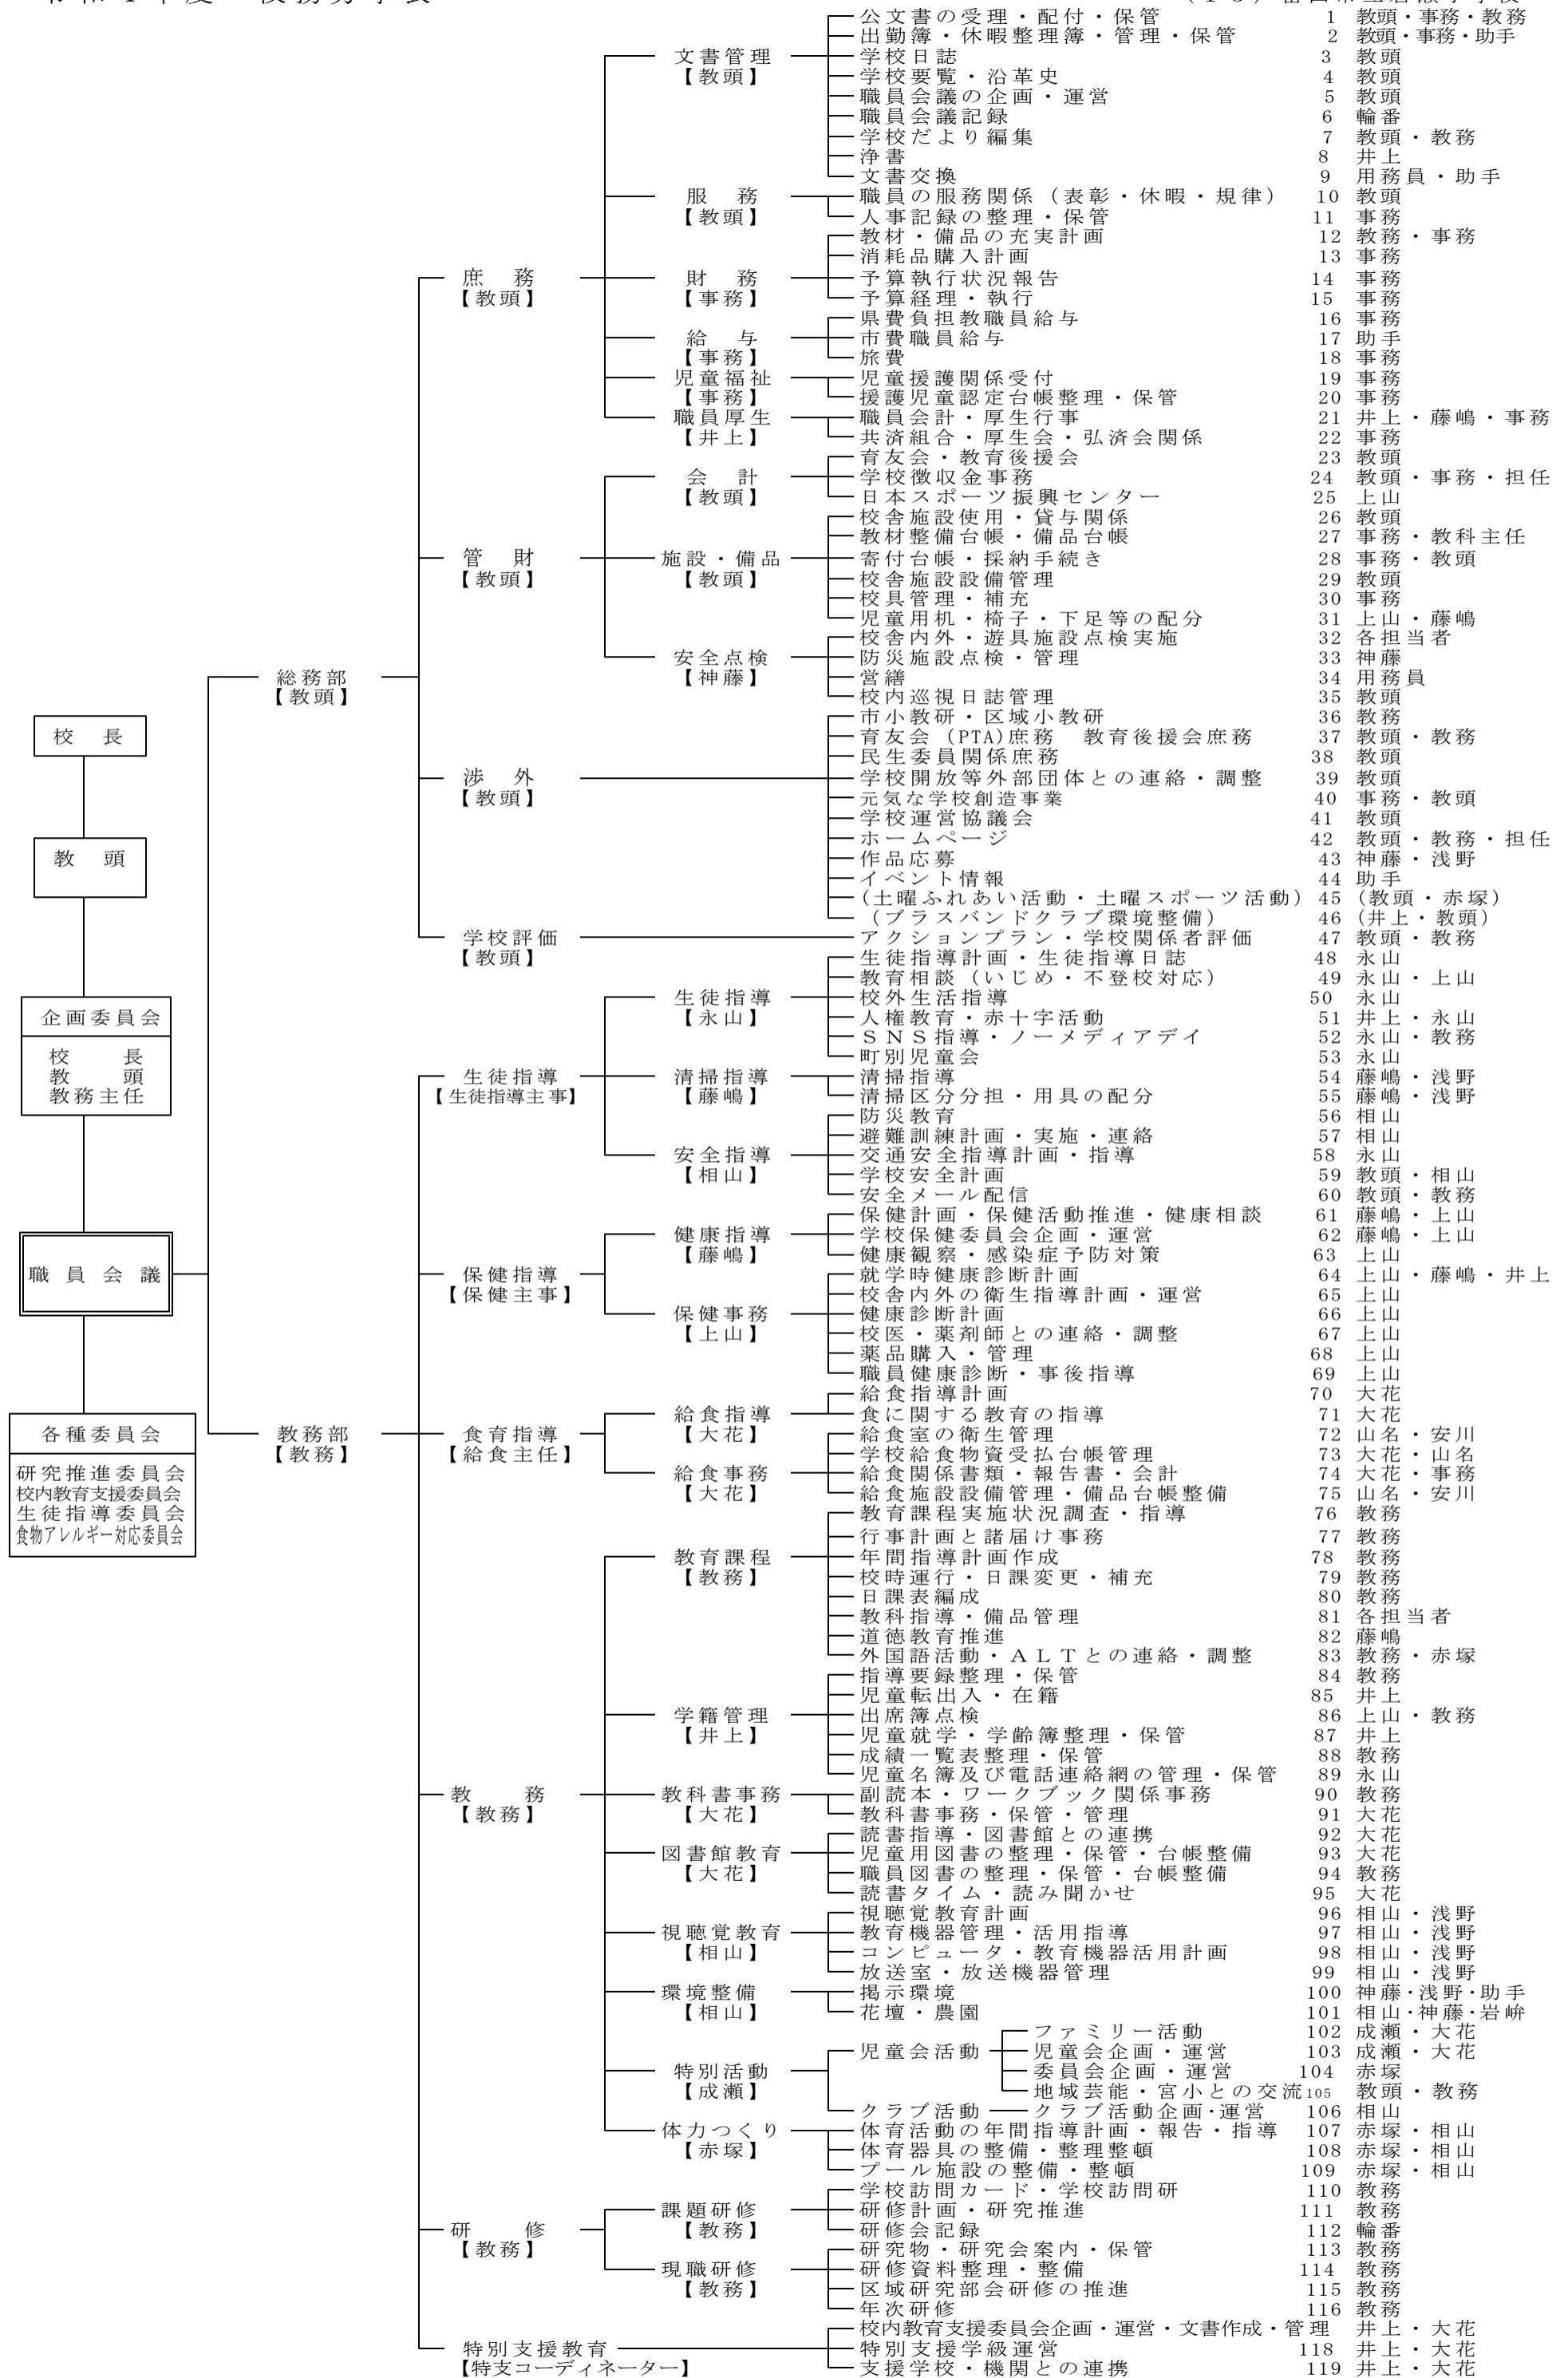 公文書の受理・配付・保管 1 教頭・事務・教務
出勤簿・休暇整理簿・管理・保管 2 教頭・事務・助手
文書管理 学校日誌 3 教頭
【教頭】 学校要覧・沿革史 4 教頭
職員会議の企画・運営 5 教頭
職員会議記録 6 輪番
学校だより編集 7 教頭・教務
浄書 8 井上
文書交換 9 用務員・助手
服務 職員の服務関係（表彰・休暇・規律） 10 教頭
【教頭】 人事記録の整理・保管 11 事務
教材・備品の充実計画 12 教務・事務
消耗品購入計画 13 事務
庶務 財務 予算執行状況報告 14 事務
【教頭】 【事務】 予算経理・執行 15 事務
県費負担教職員給与 16 事務
給与 市費職員給与 17 助手
【事務】 旅費 18 事務
児童福祉 児童援護関係受付 19 事務
【事務】 援護児童認定台帳整理・保管 20 事務
職員厚生 職員会計・厚生行事 21 井上・藤嶋・事務
【井上】 共済組合・厚生会・弘済会関係 22 事務
育友会・教育後援会 23 教頭
会計 学校徴収金事務 24 教頭・事務・担任
【教頭】 日本スポーツ振興センター 25 上山
校舎施設使用・貸与関係 26 教頭
教材整備台帳・備品台帳 27 事務・教科主任
管財 施設・備品 寄付台帳・採納手続き 28 事務・教頭
【教頭】 【教頭】 校舎施設設備管理 29 教頭
校具管理・補充 30 事務
児童用机・椅子・下足等の配分 31 上山・藤嶋
校舎内外・遊具施設点検実施 32 各担当者
安全点検 防災施設点検・管理 33 神藤
総務部 【神藤】 営繕 34 用務員
【教頭】 校内巡視日誌管理 35 教頭
市小教研・区域小教研 36 教務
校長 育友会（PTA)庶務 教育後援会庶務 37 教頭・教務
民生委員関係庶務 38 教頭
渉外 学校開放等外部団体との連絡・調整 39 教頭
【教頭】 元気な学校創造事業 40 事務・教頭
学校運営協議会 41 教頭
ホームページ 42 教頭・教務・担任
教頭 作品応募 43 神藤・浅野
イベント情報 44 助手
(土曜ふれあい活動・土曜スポーツ活動) 45 (教頭・赤塚)
（ブラスバンドクラブ環境整備） 46 (井上・教頭)
学校評価 アクションプラン・学校関係者評価 47 教頭・教務
【教頭】 生徒指導計画・生徒指導日誌 48 永山
教育相談（いじめ・不登校対応） 49 永山・上山
生徒指導 校外生活指導 50 永山
企画委員会 【永山】 人権教育・赤十字活動 51 井上・永山
ＳＮＳ指導・ノーメディアデイ 52 永山・教務
校長 町別児童会 53 永山
教頭 生徒指導 清掃指導 清掃指導 54 藤嶋・浅野
教務主任 【生徒指導主事】 【藤嶋】 清掃区分分担・用具の配分 55 藤嶋・浅野
防災教育 56 相山
避難訓練計画・実施・連絡 57 相山
安全指導 交通安全指導計画・指導 58 永山
【相山】 学校安全計画 59 教頭・相山
安全メール配信 60 教頭・教務
保健計画・保健活動推進・健康相談 61 藤嶋・上山
健康指導 学校保健委員会企画・運営 62 藤嶋・上山
【藤嶋】 健康観察・感染症予防対策 63 上山
職員会議 保健指導 就学時健康診断計画 64 上山・藤嶋・井上
【保健主事】 校舎内外の衛生指導計画・運営 65 上山
保健事務 健康診断計画 66 上山
【上山】 校医・薬剤師との連絡・調整 67 上山
薬品購入・管理 68 上山
職員健康診断・事後指導 69 上山
給食指導計画 70 大花
給食指導 食に関する教育の指導 71 大花
各種委員会 教務部 食育指導 【大花】 給食室の衛生管理 72 山名・安川
【教務】 【給食主任】 学校給食物資受払台帳管理 73 大花・山名
研究推進委員会 給食事務 給食関係書類・報告書・会計 74 大花・事務
校内教育支援委員会 【大花】 給食施設設備管理・備品台帳整備 75 山名・安川
生徒指導委員会 教育課程実施状況調査・指導 76 教務
食物アレルギー対応委員会 行事計画と諸届け事務 77 教務
教育課程 年間指導計画作成 78 教務
【教務】 校時運行・日課変更・補充 79 教務
日課表編成 80 教務
教科指導・備品管理 81 各担当者
道徳教育推進 82 藤嶋
外国語活動・ＡＬＴとの連絡・調整 83 教務・赤塚
指導要録整理・保管 84 教務
児童転出入・在籍 85 井上
学籍管理 出席簿点検 86 上山・教務
【井上】 児童就学・学齢簿整理・保管 87 井上
成績一覧表整理・保管 88 教務
児童名簿及び電話連絡網の管理・保管 89 永山
教務 教科書事務 副読本・ワークブック関係事務 90 教務
【教務】 【大花】 教科書事務・保管・管理 91 大花
読書指導・図書館との連携 92 大花
図書館教育 児童用図書の整理・保管・台帳整備 93 大花
【大花】 職員図書の整理・保管・台帳整備 94 教務
読書タイム・読み聞かせ 95 大花
視聴覚教育計画 96 相山・浅野
視聴覚教育 教育機器管理・活用指導 97 相山・浅野
【相山】 コンピュータ・教育機器活用計画 98 相山・浅野
放送室・放送機器管理 99 相山・浅野
環境整備 掲示環境 100 神藤・浅野・助手
【相山】 花壇・農園 101 相山・神藤・岩峅
ファミリー活動 102 成瀬・大花
児童会活動 児童会企画・運営 103 成瀬・大花
特別活動 委員会企画・運営 104 赤塚
【成瀬】 地域芸能・宮小との交流 105 教頭・教務
クラブ活動 クラブ活動企画・運営 106 相山
体力つくり 体育活動の年間指導計画・報告・指導 107 赤塚・相山
【赤塚】 体育器具の整備・整理整頓 108 赤塚・相山
プール施設の整備・整頓 109 赤塚・相山
学校訪問カード・学校訪問研 110 教務
課題研修 研修計画・研究推進 111 教務
研修 【教務】 研修会記録 112 輪番
【教務】 研究物・研究会案内・保管 113 教務
現職研修 研修資料整理・整備 114 教務
【教務】 区域研究部会研修の推進 115 教務
年次研修 116 教務
校内教育支援委員会企画・運営・文書作成・管理 井上・大花
特別支援教育 特別支援学級運営 118 井上・大花
【特支コーディネーター】 支援学校・機関との連携 119 井上・大花